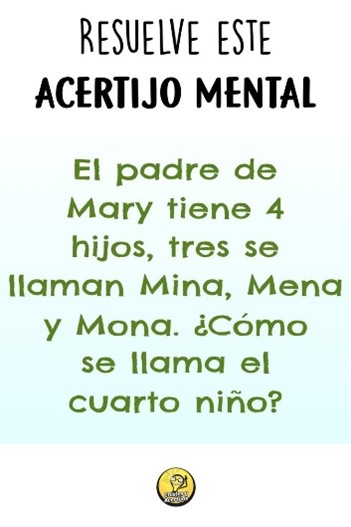 RESUELVE ESTE
ACERTIJO MENTAL
El padre de
Mary tiene 4
hijos, tres se
llaman Mina, Mena
y Mona. ¿Cómo
se llama el
cuarto niño?